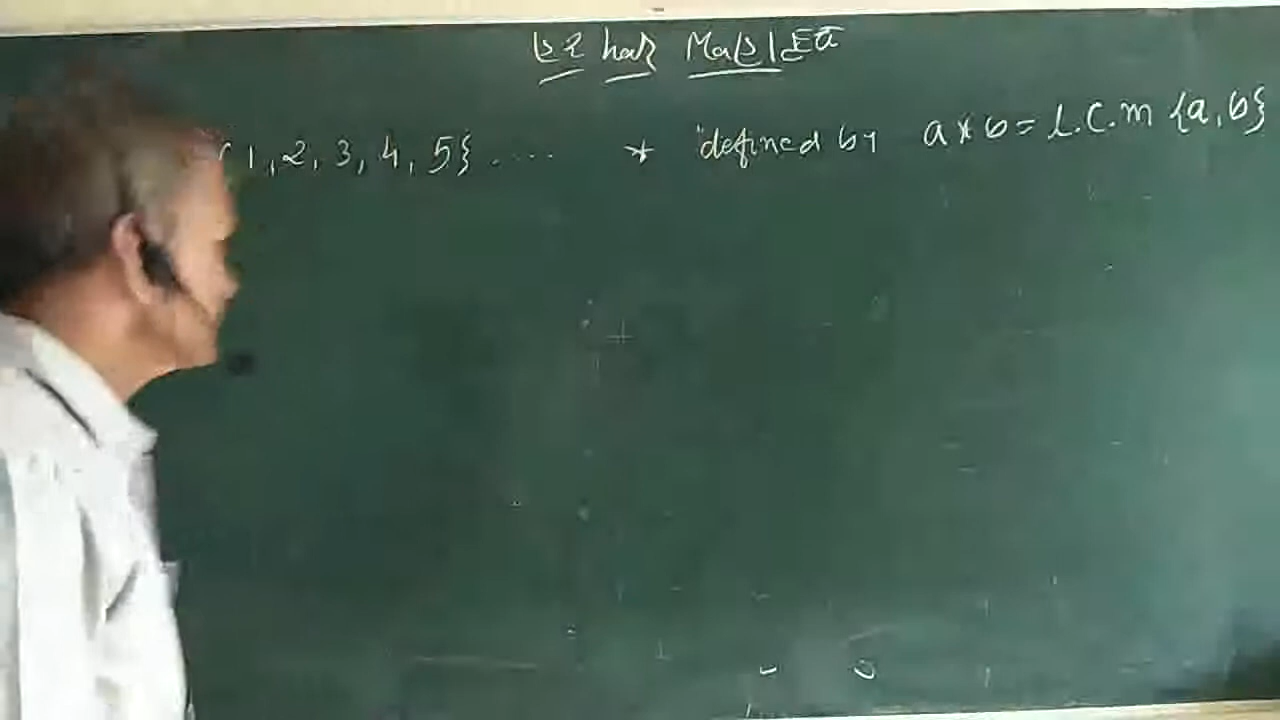 {1, 2, 3, 4, 5} .... * defined by a * b = L.C.m {a, b}